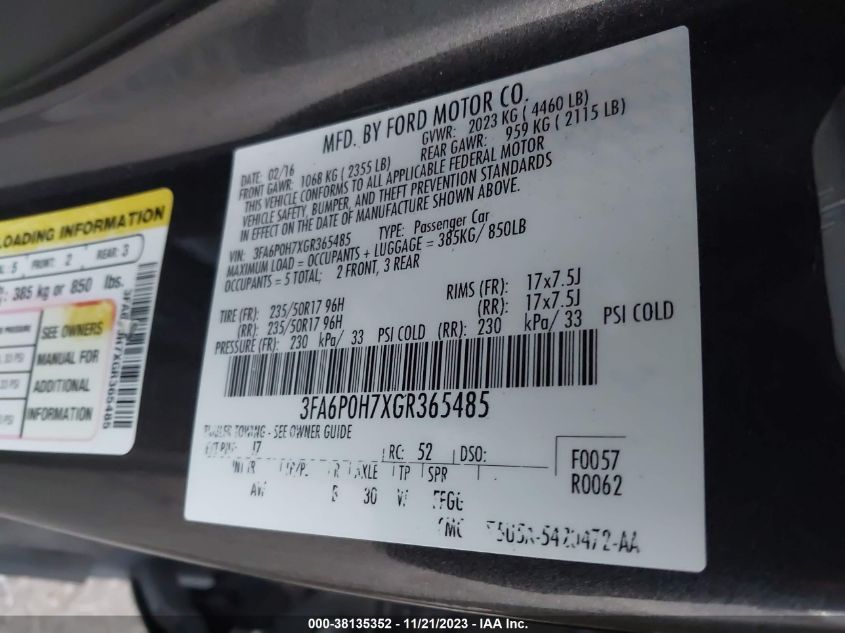 MFD. BY FORD MOTOR CO.
DATE: 02/16 GVWR: 2023 KG ( 4460 LB)
FRONT GAWR: 1068 KG ( 2355 LB) REAR GAWR: 959 KG ( 2115 LB)
THIS VEHICLE CONFORMS TO ALL APPLICABLE FEDERAL MOTOR
VEHICLE SAFETY, BUMPER, AND THEFT PREVENTION STANDARDS
IN EFFECT ON THE DATE OF MANUFACTURE SHOWN ABOVE.
VIN: 3FA6P0H7XGR365485 TYPE: Passenger Car
MAXIMUM LOAD = OCCUPANTS + LUGGAGE = 385KG/ 850LB
OCCUPANTS = 5 TOTAL; 2 FRONT, 3 REAR
TIRE (FR): 235/50R17 96H RIMS (FR): 17x7.5J
(RR): 235/50R17 96H (RR): 17x7.5J
PRESSURE (FR): 230 kPa/ 33 PSI COLD (RR): 230 kPa/ 33 PSI COLD
3FA6P0H7XGR365485
TOWING - SEE OWNER GUIDE
RC: 52 DSO:
AXLE TP SPR
30
F0057
R0062
LOADING INFORMATION
5 FRONT: 2 REAR: 3
385 kg or 850 lbs.
PRESSURE
33 PSI
SEE OWNERS
MANUAL FOR
ADDITIONAL
INFORMATION
33 PSI
H7XGR365485
000-38135352 - 11/21/2023 - IAA Inc.